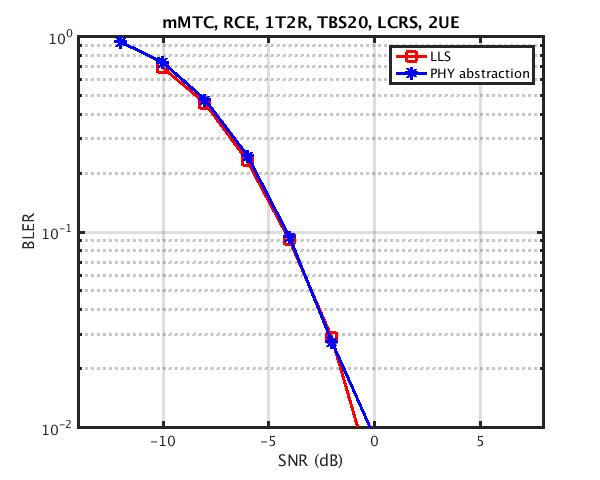 mMTC, RCE, 1T2R, TBS20, LCRS, 2UE
LLS
PHY abstraction
10^0
10^-1
10^-2
BLER
-10 -5 0 5
SNR (dB)